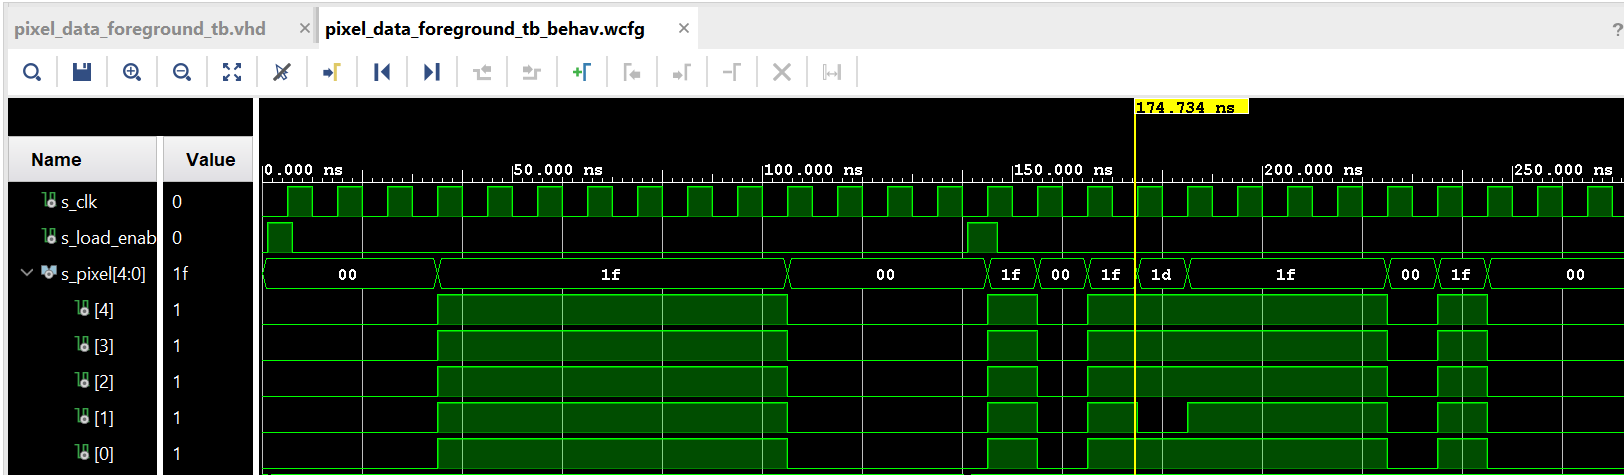 pixel_data_foreground_tb.vhd × pixel_data_foreground_tb_behav.wcfg × ?
174.734 ns
Name Value
0.000 ns 50.000 ns 100.000 ns 150.000 ns 200.000 ns 250.000 ns
s_clk 0
s_load_enab 0
s_pixel[4:0] 1f 00 1f 00 1f 00 1f 1d 1f 00 1f 00
[4] 1
[3] 1
[2] 1
[1] 1
[0] 1